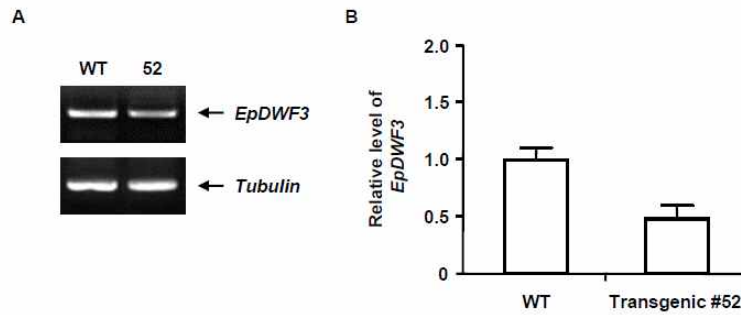 A
WT 52
EpDWF3
Tubulin
B
Relative level of
EpDWF3
2.0
1.5
1.0
0.5
0
WT Transgenic #52